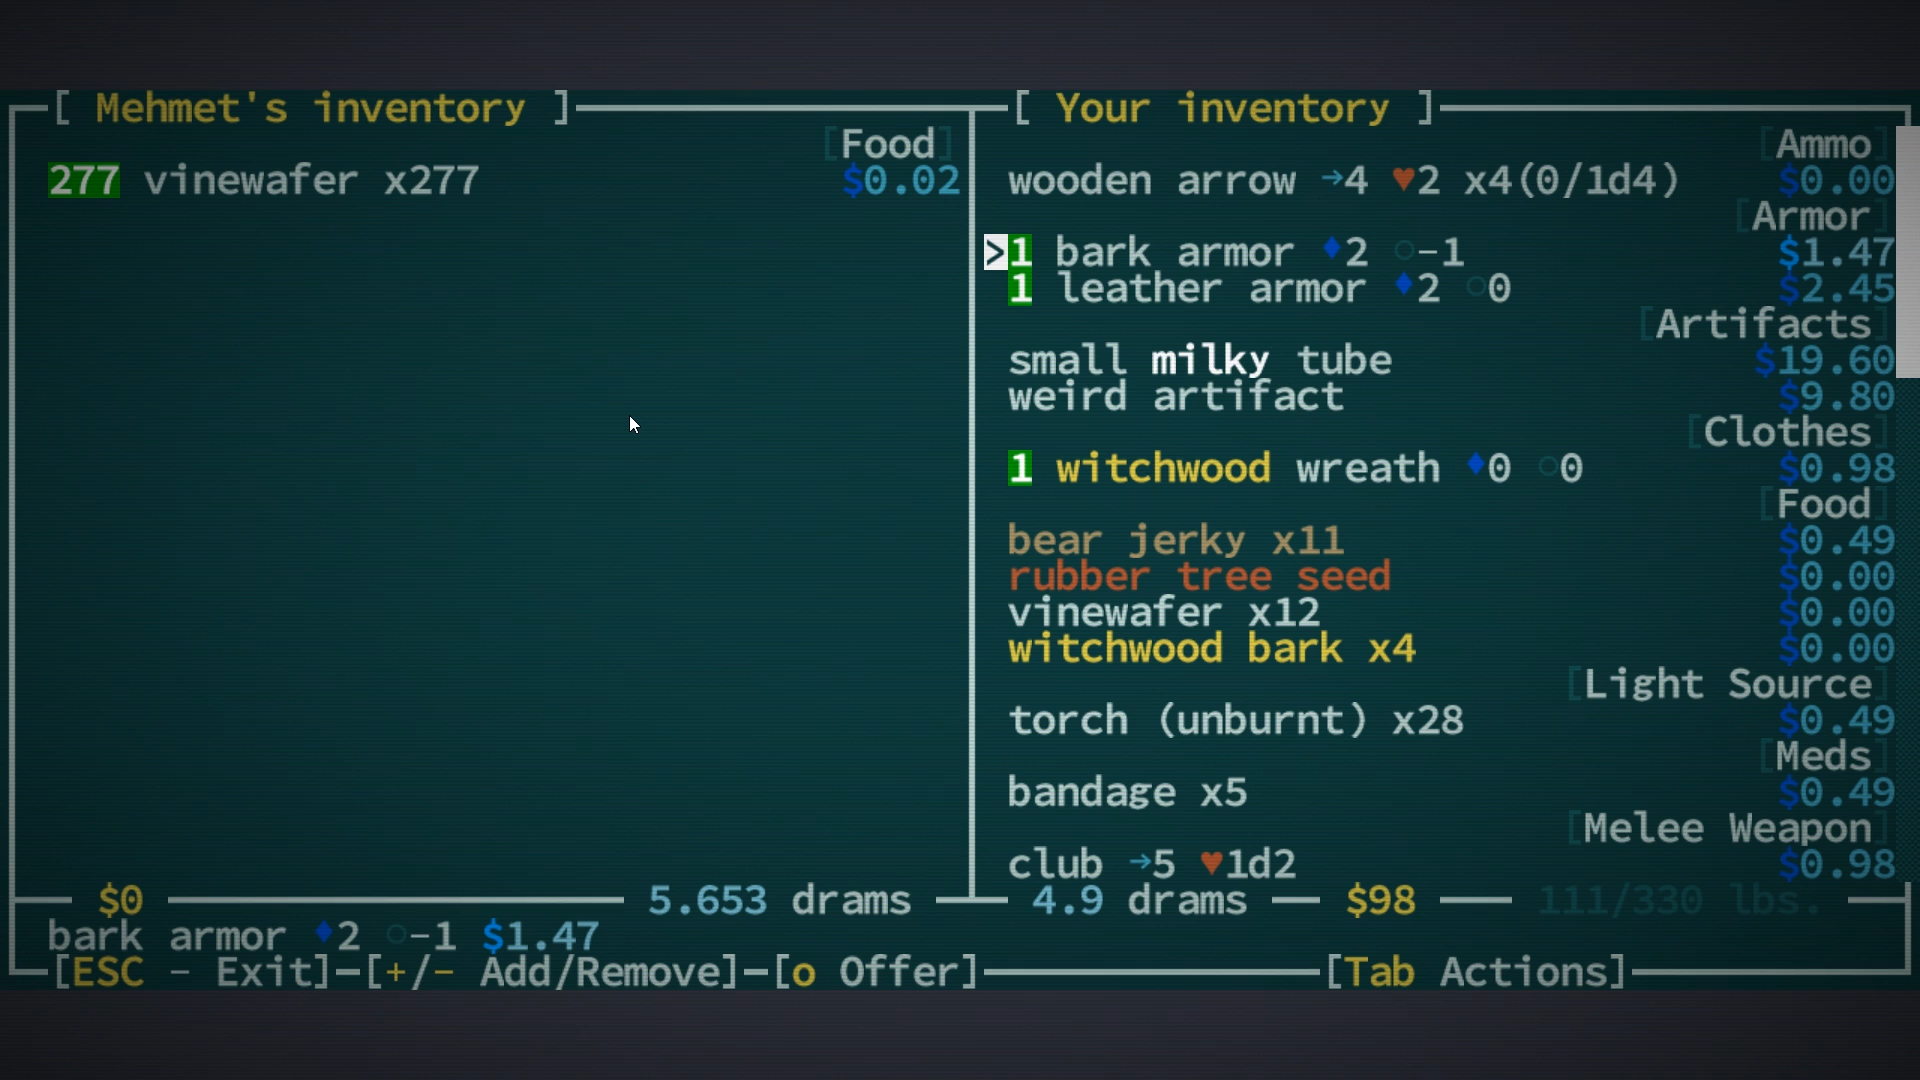 [ Mehmet's inventory ]
[Food]
277 vinewafer x277 $0.02
$0 5.653 drams
[ Your inventory ]
[Ammo]
wooden arrow →4 ♥2 x4(0/1d4) $0.00
[Armor]
>1 bark armor ♦2 ○-1 $1.47
1 leather armor ♦2 ○0 $2.45
[Artifacts]
small milky tube $19.60
weird artifact $9.80
[Clothes]
1 witchwood wreath ♦0 ○0 $0.98
[Food]
bear jerky x11 $0.49
rubber tree seed $0.00
vinewafer x12 $0.00
witchwood bark x4 $0.00
[Light Source]
torch (unburnt) x28 $0.49
[Meds]
bandage x5 $0.49
[Melee Weapon]
club →5 ♥1d2 $0.98
4.9 drams $98 111/330 lbs.
bark armor ♦2 ○-1 $1.47
[ESC - Exit]-[+/- Add/Remove]-[o Offer] [Tab Actions]